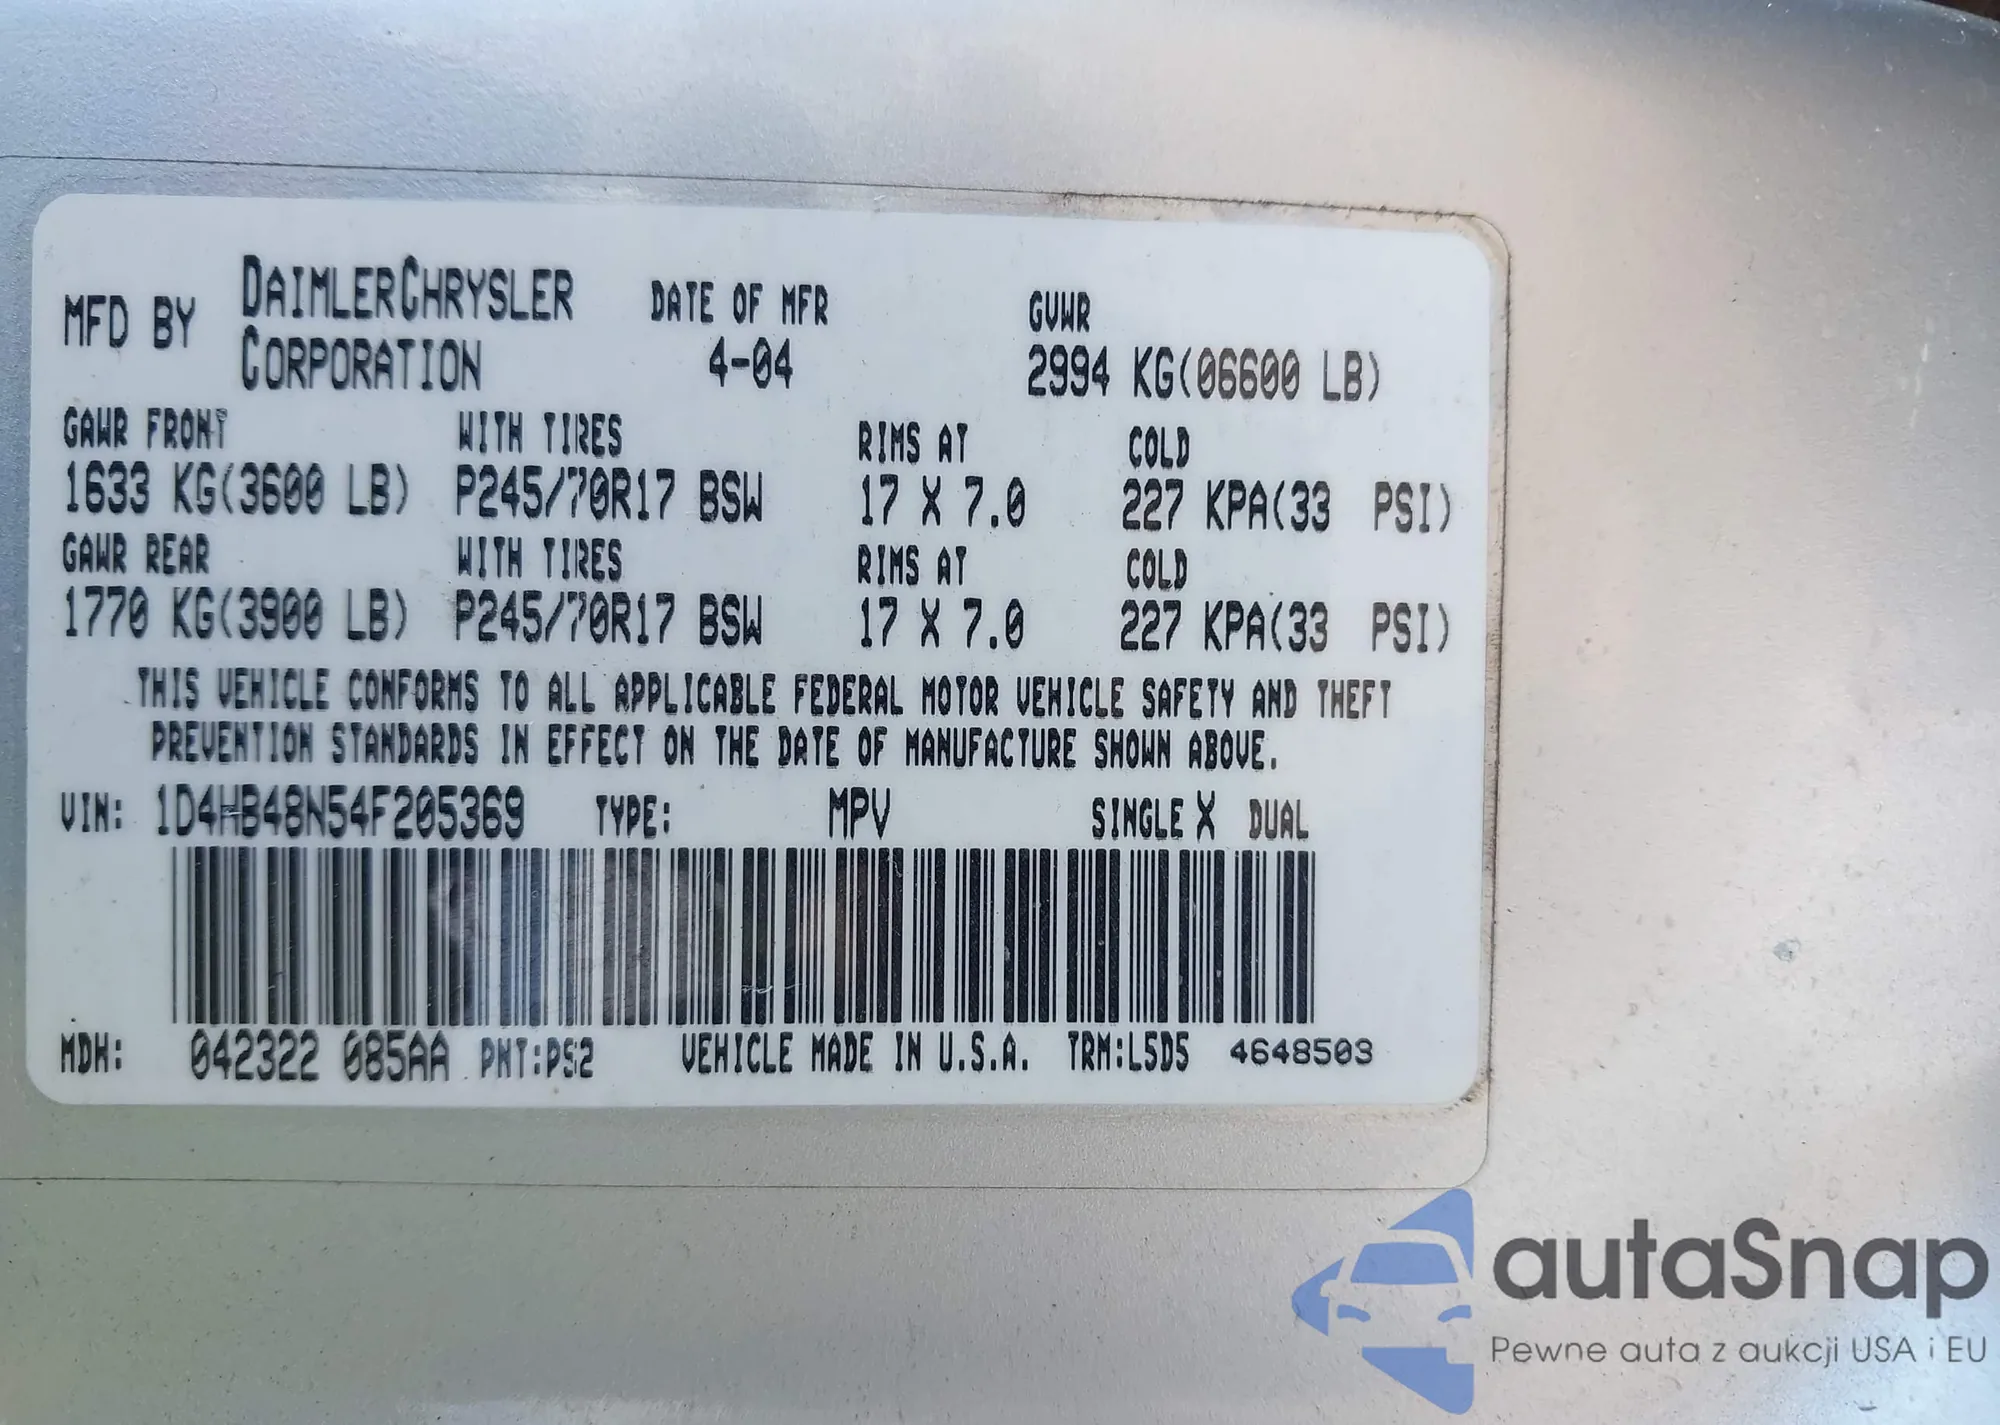 MFD BY DAIMLERCHRYSLER CORPORATION DATE OF MFR 4-04 GVWR 2994 KG(06600 LB)
GAWR FRONT WITH TIRES RIMS AT COLD
1633 KG(3600 LB) P245/70R17 BSW 17 X 7.0 227 KPA(33 PSI)
GAWR REAR WITH TIRES RIMS AT COLD
1770 KG(3900 LB) P245/70R17 BSW 17 X 7.0 227 KPA(33 PSI)
THIS VEHICLE CONFORMS TO ALL APPLICABLE FEDERAL MOTOR VEHICLE SAFETY AND THEFT
PREVENTION STANDARDS IN EFFECT ON THE DATE OF MANUFACTURE SHOWN ABOVE.
VIN: 1D4HB48N54F205369 TYPE: MPV SINGLE X DUAL
MDH: 042322 085AA PNT:PS2 VEHICLE MADE IN U.S.A. TRM:L5D5 4648503
autaSnap
Pewne auta z aukcji USA i EU